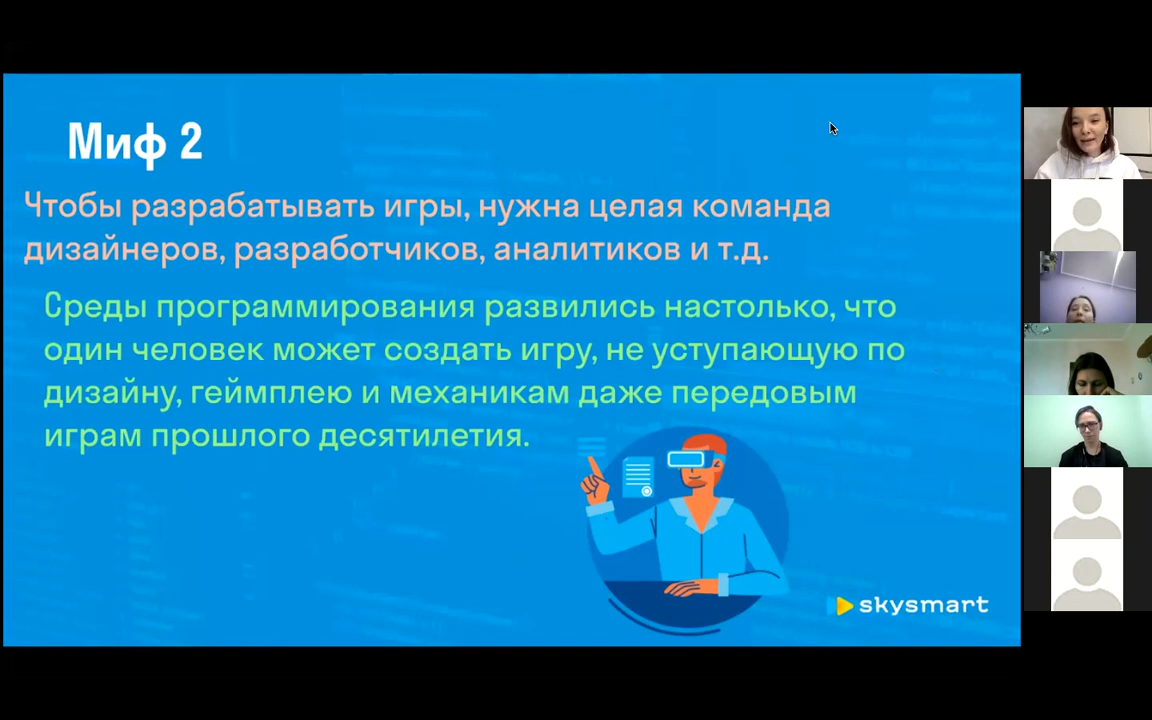 Миф 2
Чтобы разрабатывать игры, нужна целая команда
дизайнеров, разработчиков, аналитиков и т.д.
Среды программирования развились настолько, что
один человек может создать игру, не уступающую по
дизайну, геймплею и механикам даже передовым
играм прошлого десятилетия.
skysmart